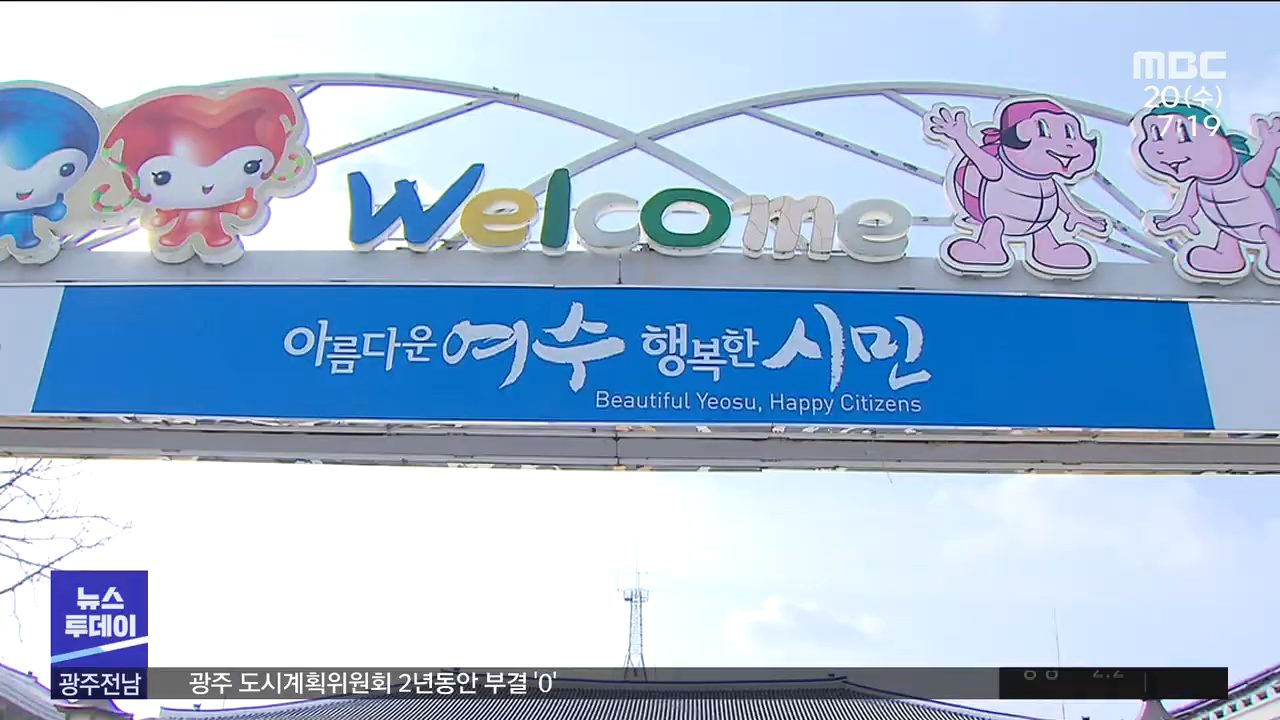 MBC
20(수)
7:19
Welcome
아름다운 여수 행복한 시민
Beautiful Yeosu, Happy Citizens
뉴스
투데이
광주전남
광주 도시계획위원회 2년동안 부결 '0'